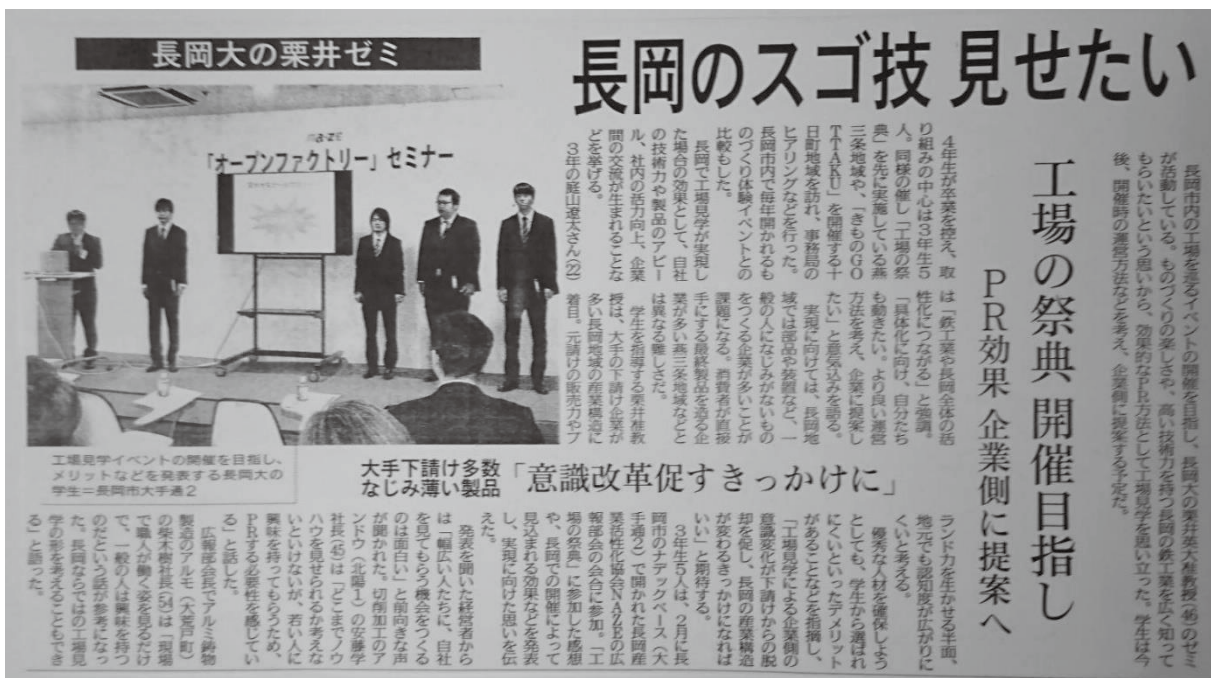 長岡大の栗井ゼミ
長岡のスゴ技 見せたい
工場の祭典 開催目指し
PR効果 企業側に提案へ
長岡市内の工場を巡るイベントの開催を目指し、長岡大の栗井英大准教授(46)のゼミ
が活動している。ものづくりの楽しさや、高い技術力を持つ長岡の鉄工業を広く知って
もらいたいという思いから、効果的なPR方法として工場見学を思い立った。学生は今
後、開催時の運営方法などを考え、企業側に提案する予定だ。
4年生が卒業を控え、取
り組みの中心は3年生5
人。同様の催し「工場の祭
典」を先に実施している燕
三条地域や、「きものGO
TTAKU」を開催する十
日町地域を訪れ、事務局の
ヒアリングなどを行った。
長岡市内で毎年開かれるも
のづくり体験イベントとの
比較もした。
長岡で工場見学が実現し
た場合の効果として、自社
の技術力や製品のアピー
ル、社内の活力向上、企業
間の交流が生まれることな
どを挙げる。
3年の庭山遼太さん(22)
は「鉄工業や長岡全体の活
性化につながる」と強調。
「具体化に向け、自分たち
も動きたい。より良い運営
方法を考え、企業に提案し
たい」と意気込みを語る。
実現に向けては、長岡地
域では部品や装置など、一
般の人になじみがないもの
をつくる企業が多いことが
課題になる。消費者が直接
手にする最終製品を造る企
業が多い燕三条地域などと
は異なる難しさだ。
学生を指導する栗井准教
授は、大手の下請け企業が
多い長岡地域の産業構造に
着目。元請けの販売力やブ
ランド力を生かせる半面、
地元でも認知度が広がりに
くいと考える。
優秀な人材を確保しよう
としても、学生から選ばれ
にくいといったデメリット
があることなどを指摘し、
「工場見学による企業側の
意識変化が下請けからの脱
却を促し、長岡の産業構造
が変わるきっかけになれば
いい」と期待する。
3年生5人は、2月に長
岡市のナデックベース(大
手通2)で開かれた長岡産
業活性化協会NAZEの広
報部会の会合に参加。「工
場の祭典」に参加した感想
や、長岡での開催によって
見込まれる効果などを発表
し、実現に向けた思いを伝
えた。
発表を聞いた経営者から
は「幅広い人たちに、自社
を見てもらう機会をつくる
のは面白い」と前向きな声
が聞かれた。切削加工のア
ンドウ(北陽1)の安藤学
社長(45)は「どこまでノウ
ハウを見せられるか考えな
いといけないが、若い人に
興味を持ってもらうため、
PRする必要性を感じてい
る」と話した。
広報部会長でアルミ鋳物
製造のアルモ(大荒戸町)
の柴木樹社長(54)は「現場
で職人が働く姿を見るだけ
で、一般の人は興味を持つ
のだという話が参考になっ
た。長岡ならではの工場見
学の形を考えることもでき
る」と話った。
大手下請け多数
なじみ薄い製品
「意識改革促すきっかけに」
「オープンファクトリー」セミナー
工場見学イベントの開催を目指し、
メリットなどを発表する長岡大の
学生=長岡市大手通2